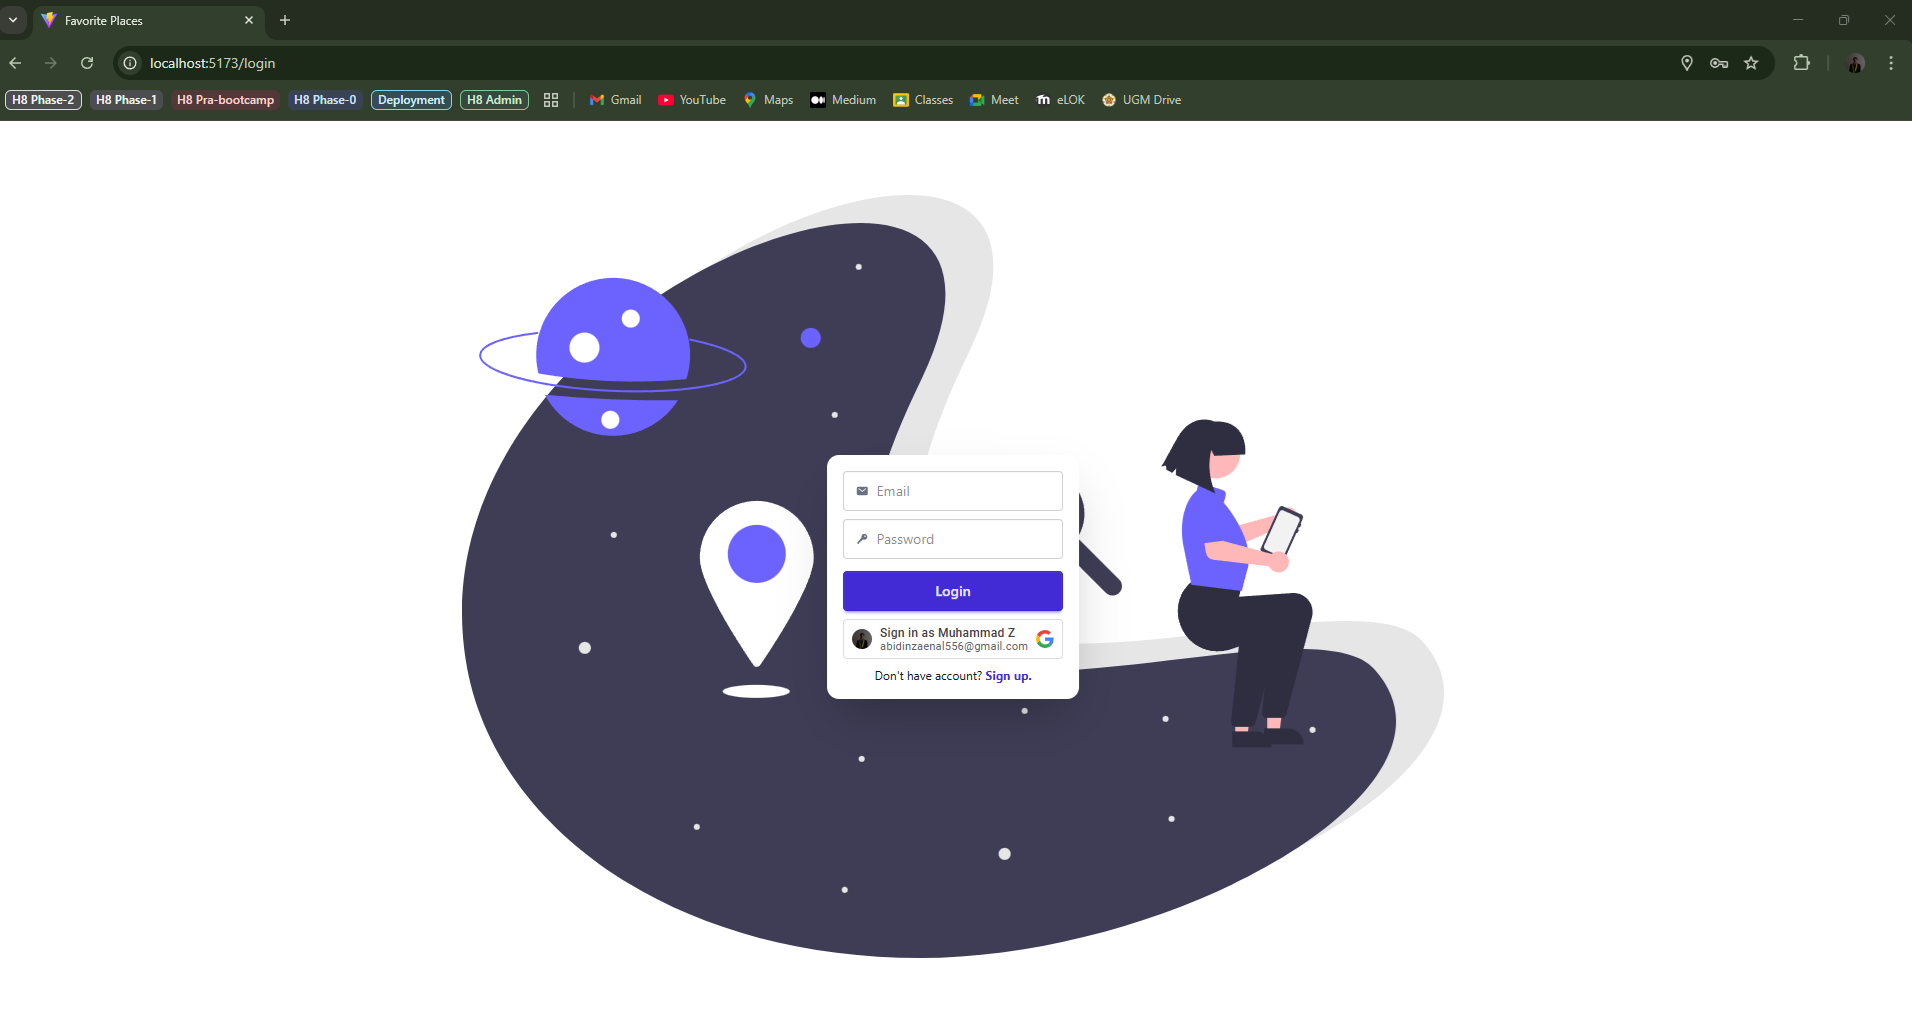 Favorite Places
localhost:5173/login
H8 Phase-2 H8 Phase-1 H8 Pra-bootcamp H8 Phase-0 Deployment H8 Admin Gmail YouTube Maps Medium Classes Meet eLOK UGM Drive
Email
Password
Login
Sign in as Muhammad Z
abidinzaenal556@gmail.com
Don't have account? Sign up.